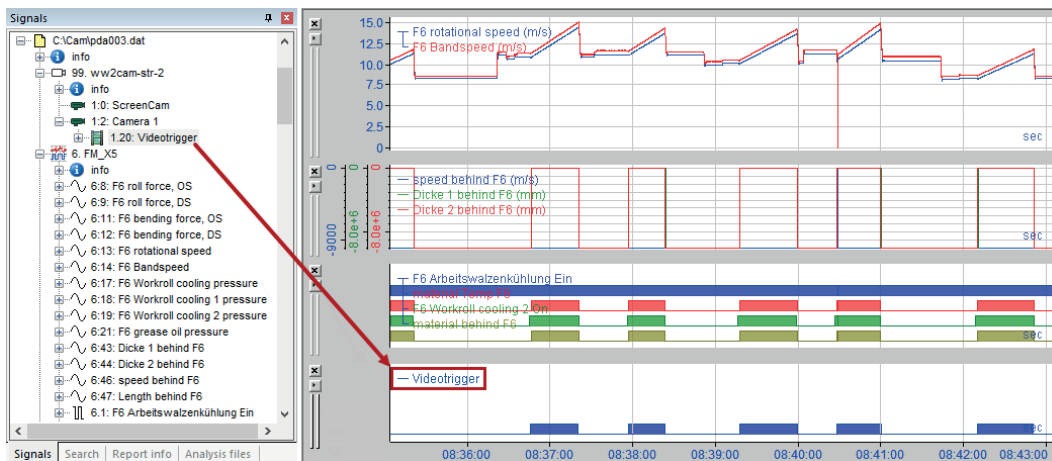 Signals
C:\Cam\pda003.dat
info
99. ww2cam-str-2
info
1:0: ScreenCam
1:2: Camera 1
1.20: Videotrigger
6. FM_X5
info
6:8: F6 roll force, OS
6:9: F6 roll force, DS
6:11: F6 bending force, OS
6:12: F6 bending force, DS
6:13: F6 rotational speed
6:14: F6 Bandspeed
6:17: F6 Workroll cooling pressure
6:18: F6 Workroll cooling 1 pressure
6:19: F6 Workroll cooling 2 pressure
6:21: F6 grease oil pressure
6:43: Dicke 1 behind F6
6:44: Dicke 2 behind F6
6:46: speed behind F6
6:47: Length behind F6
6.1: F6 Arbeitswalzenkühlung Ein
Signals Search Report info Analysis files
15.0
12.5
10.0
7.5
5.0
2.5
0
F6 rotational speed (m/s)
F6 Bandspeed (m/s)
sec
0 0 0
-9000 -8.0e+6 -8.0e+6
speed behind F6 (m/s)
Dicke 1 behind F6 (mm)
Dicke 2 behind F6 (mm)
sec
F6 Arbeitswalzenkühlung Ein
material Temp F6
F6 Workroll cooling 2 On
material behind F6
sec
Videotrigger
sec
08:36:00 08:37:00 08:38:00 08:39:00 08:40:00 08:41:00 08:42:00 08:43:00